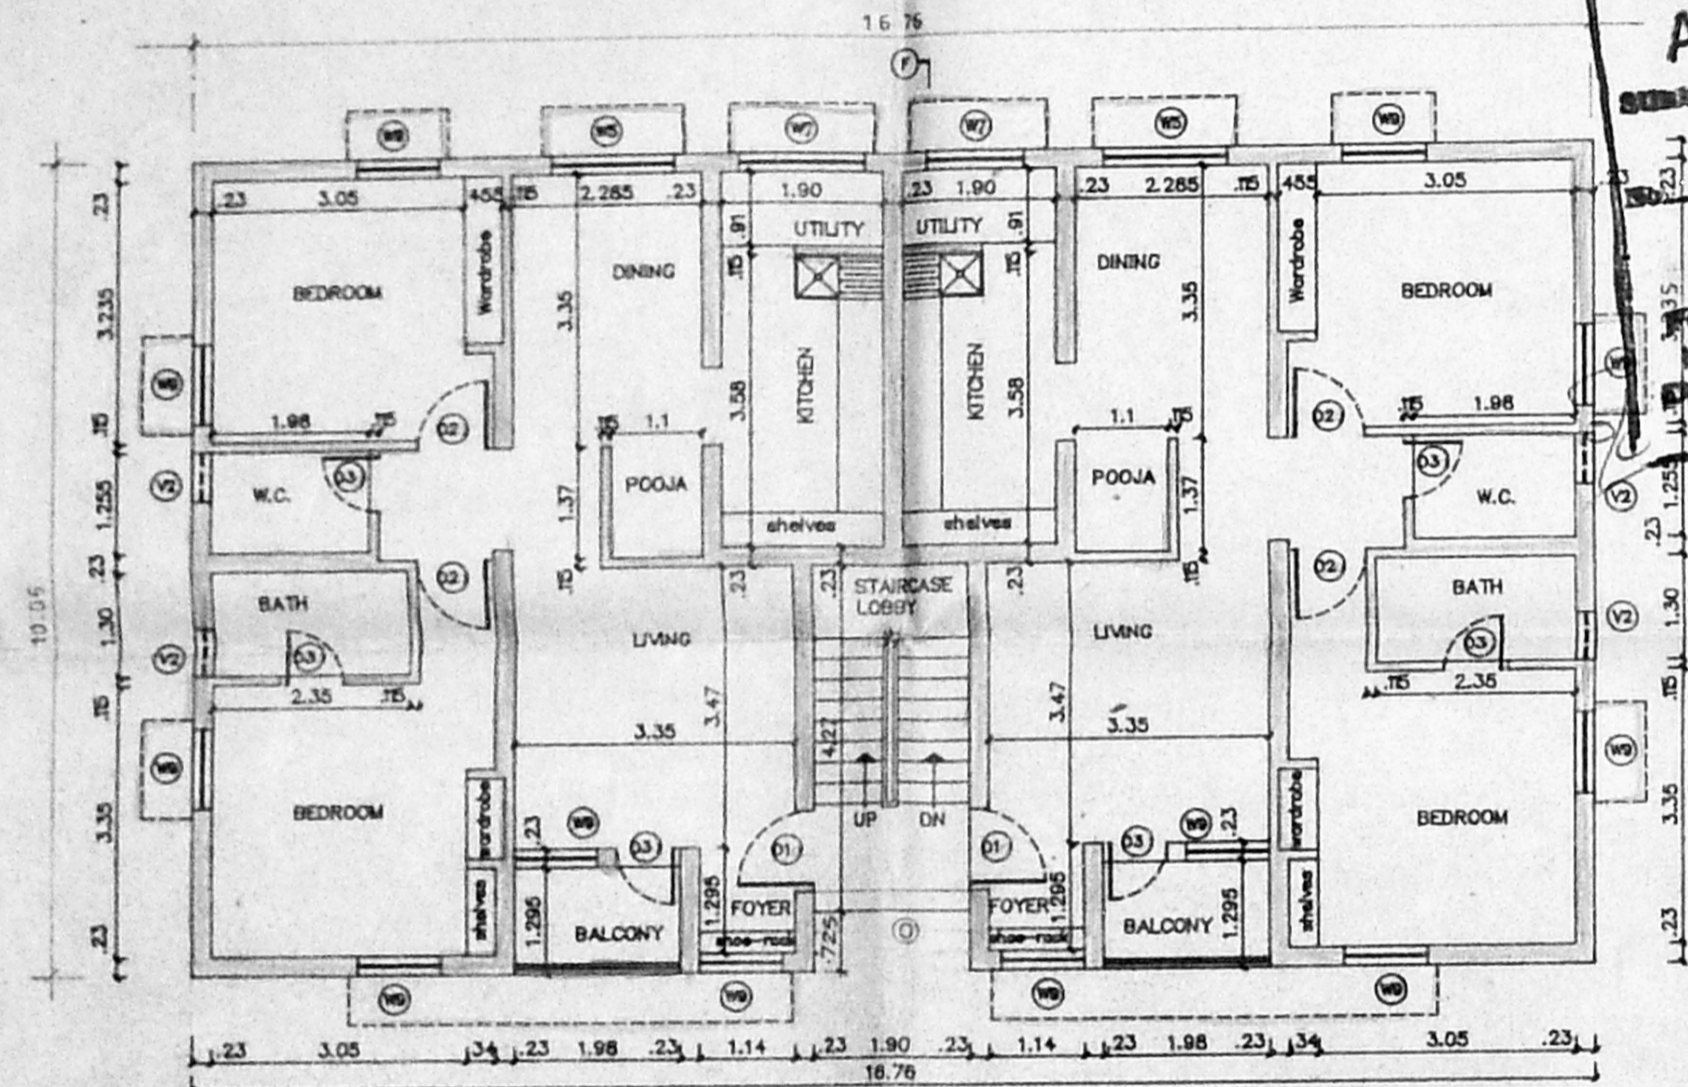 16 76
F
W9 W5 W7 W7 W5 W9
.23 3.05 .455 .115 2.285 .23 1.90 .23 1.90 .23 2.285 .115 .455 3.05 .23
.23 .91 UTILITY UTILITY .91 .23
.115 .115
DINING DINING
Wardrobe Wardrobe
BEDROOM BEDROOM
3.235 3.35 3.35
KITCHEN KITCHEN
3.58 3.58
W9
1.98 .115 D2 1.1 1.1 .115 D2 .115 1.98
.115
V2 W.C. D3 POOJA POOJA D3 W.C. V2
1.255 1.37 1.37 1.255
shelves shelves
.23 .23
D2 .115 .23 .23 STAIRCASE .23 .115 D2
LOBBY
BATH BATH
1.30 LIVING LIVING 1.30
V2 D3 D3 V2
2.35 .115 .115 2.35
.115 3.47 3.47 .115
10.06
3.35 4.27 3.35
W9 W9
BEDROOM BEDROOM
wardrobe wardrobe
3.35 UP DN 3.35
.23 W9 D3 D1 D1 D3 W9 .23
shelves 1.295 1.295 1.295 1.295 shelves
FOYER FOYER
BALCONY BALCONY
.23 shoe-rack .725 shoe-rack .23
W9 W9 W9 W9
.23 3.05 .34 .23 1.98 .23 1.14 .23 1.90 .23 1.14 .23 1.98 .23 .34 3.05 .23
16.76